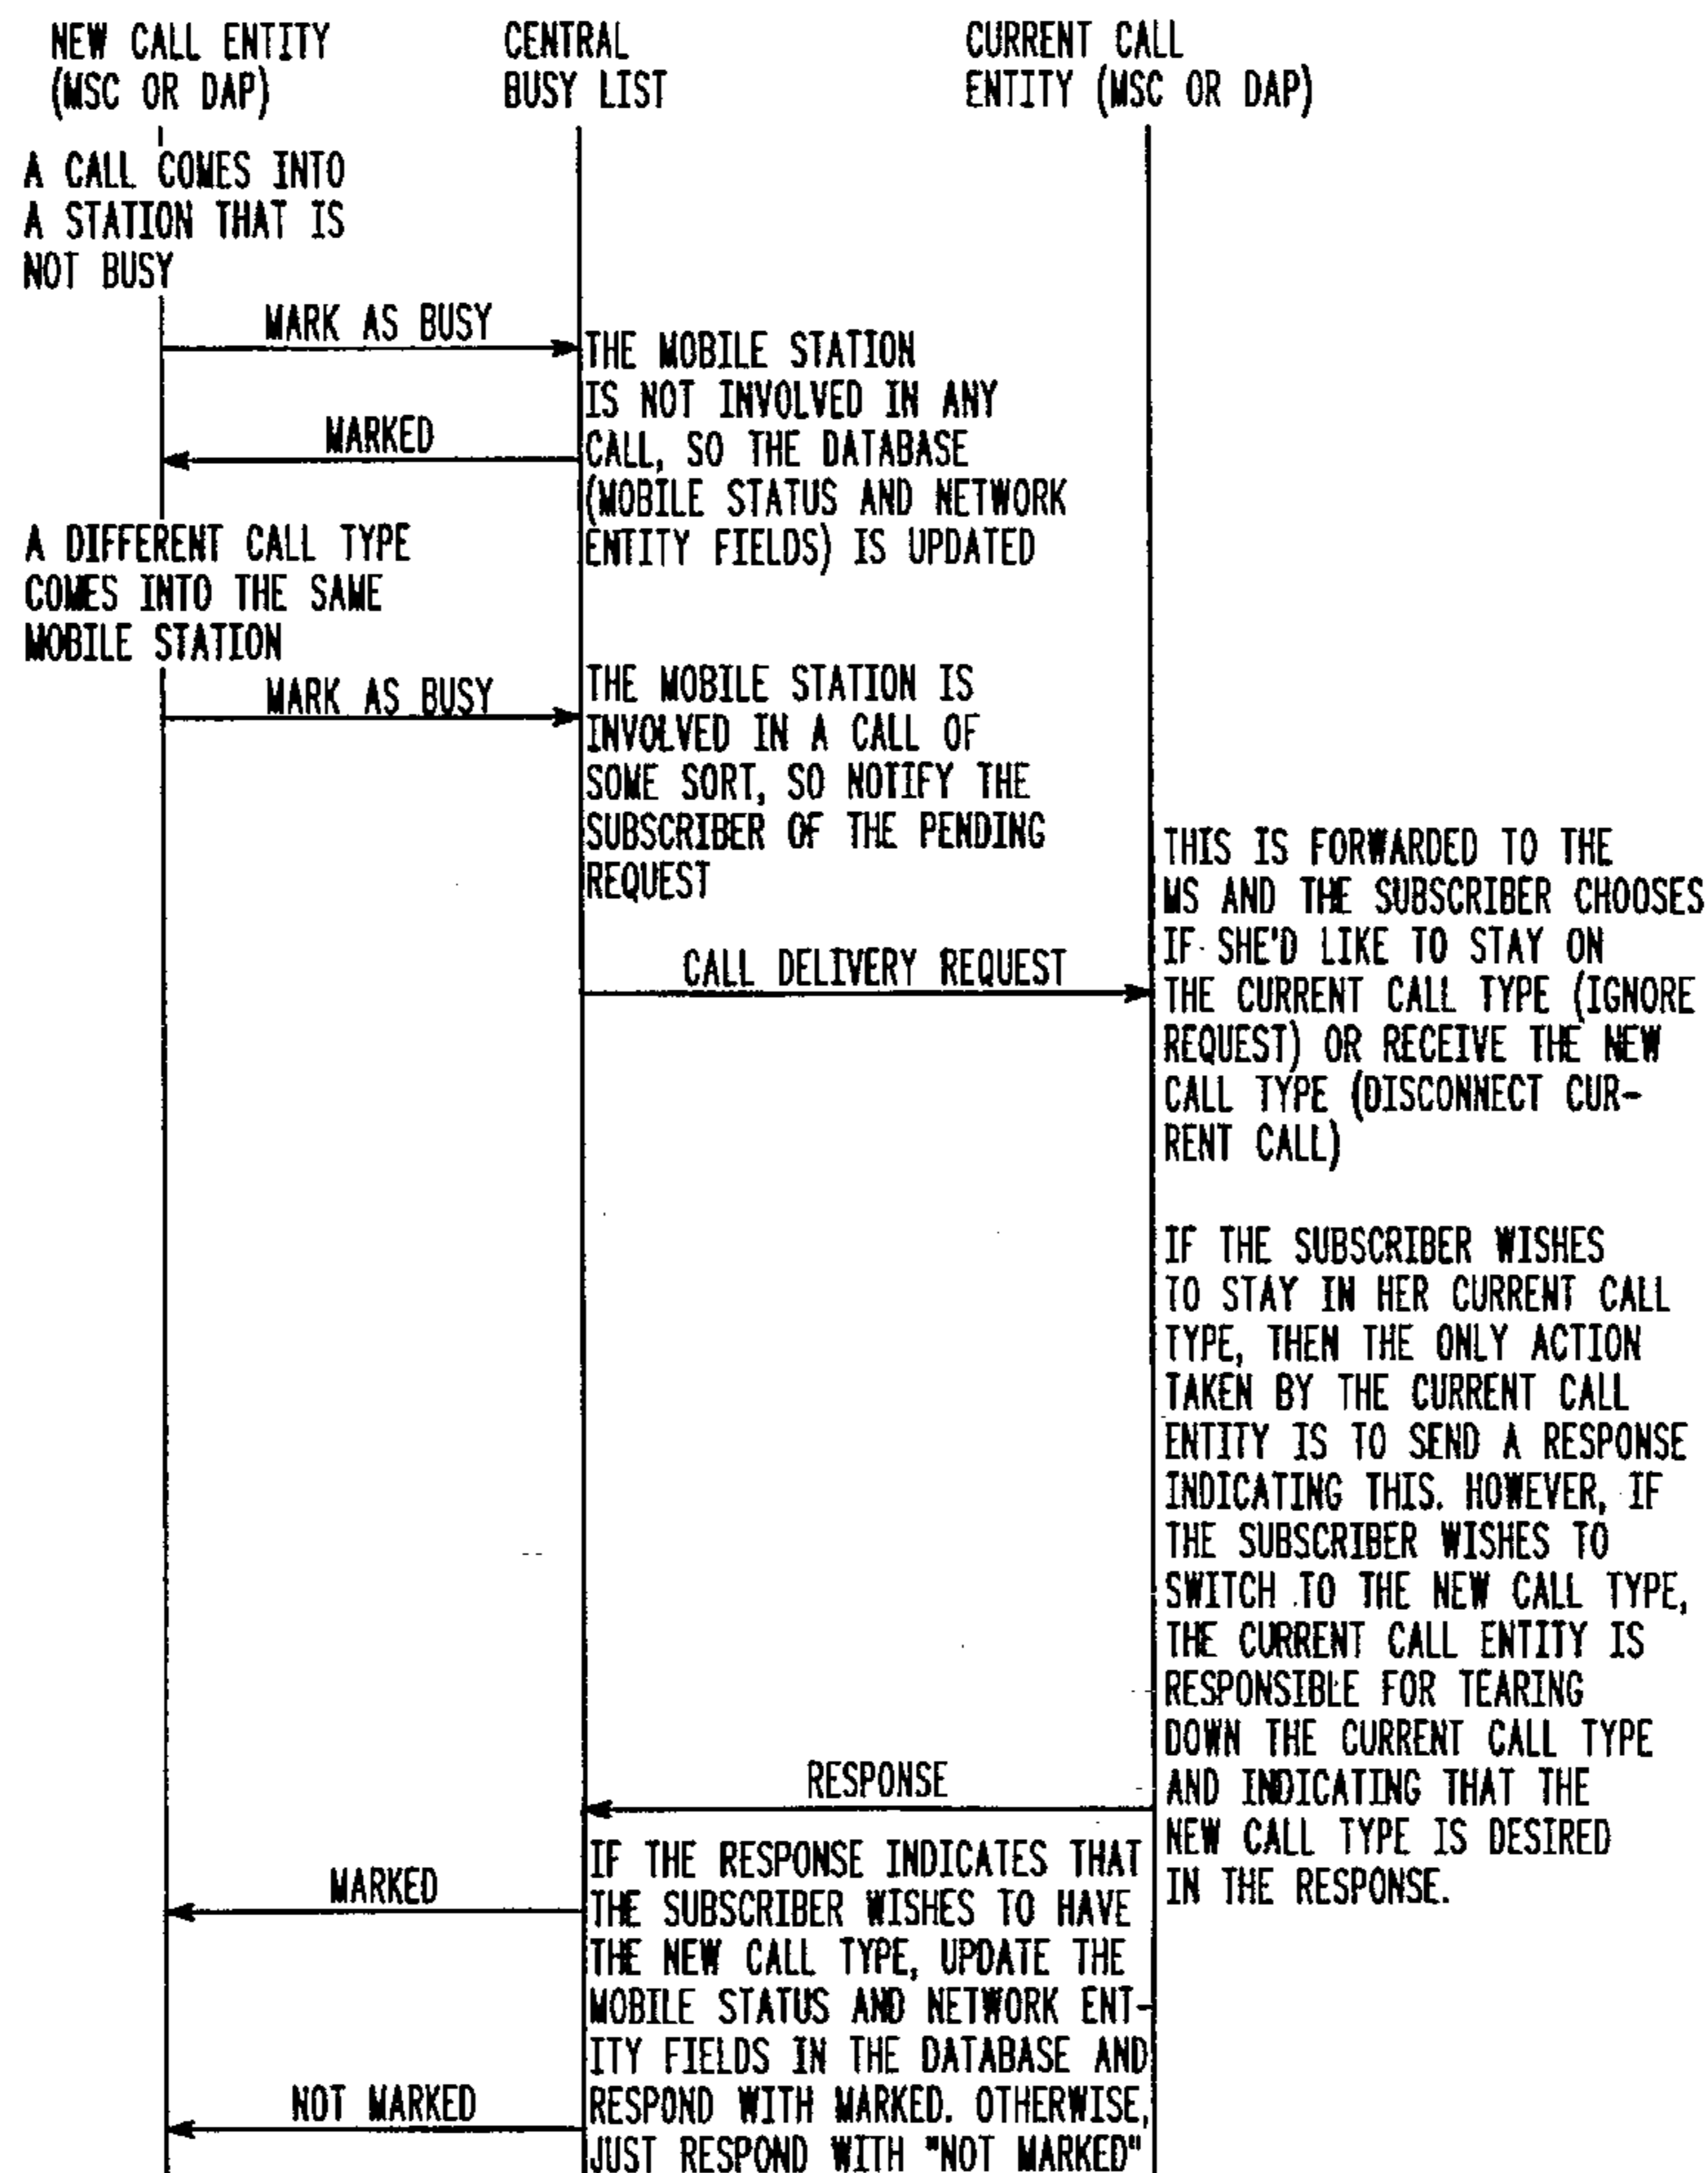 NEW CALL ENTITY
(MSC OR DAP)
CENTRAL
BUSY LIST
CURRENT CALL
ENTITY (MSC OR DAP)
A CALL COMES INTO
A STATION THAT IS
NOT BUSY
MARK AS BUSY
THE MOBILE STATION
IS NOT INVOLVED IN ANY
CALL, SO THE DATABASE
(MOBILE STATUS AND NETWORK
ENTITY FIELDS) IS UPDATED
MARKED
A DIFFERENT CALL TYPE
COMES INTO THE SAME
MOBILE STATION
MARK AS BUSY
THE MOBILE STATION IS
INVOLVED IN A CALL OF
SOME SORT, SO NOTIFY THE
SUBSCRIBER OF THE PENDING
REQUEST
CALL DELIVERY REQUEST
THIS IS FORWARDED TO THE
MS AND THE SUBSCRIBER CHOOSES
IF SHE'D LIKE TO STAY ON
THE CURRENT CALL TYPE (IGNORE
REQUEST) OR RECEIVE THE NEW
CALL TYPE (DISCONNECT CUR-
RENT CALL)
IF THE SUBSCRIBER WISHES
TO STAY IN HER CURRENT CALL
TYPE, THEN THE ONLY ACTION
TAKEN BY THE CURRENT CALL
ENTITY IS TO SEND A RESPONSE
INDICATING THIS. HOWEVER, IF
THE SUBSCRIBER WISHES TO
SWITCH TO THE NEW CALL TYPE,
THE CURRENT CALL ENTITY IS
RESPONSIBLE FOR TEARING
DOWN THE CURRENT CALL TYPE
AND INDICATING THAT THE
NEW CALL TYPE IS DESIRED
IN THE RESPONSE.
RESPONSE
MARKED
IF THE RESPONSE INDICATES THAT
THE SUBSCRIBER WISHES TO HAVE
THE NEW CALL TYPE, UPDATE THE
MOBILE STATUS AND NETWORK ENT-
ITY FIELDS IN THE DATABASE AND
RESPOND WITH MARKED. OTHERWISE,
JUST RESPOND WITH "NOT MARKED"
NOT MARKED